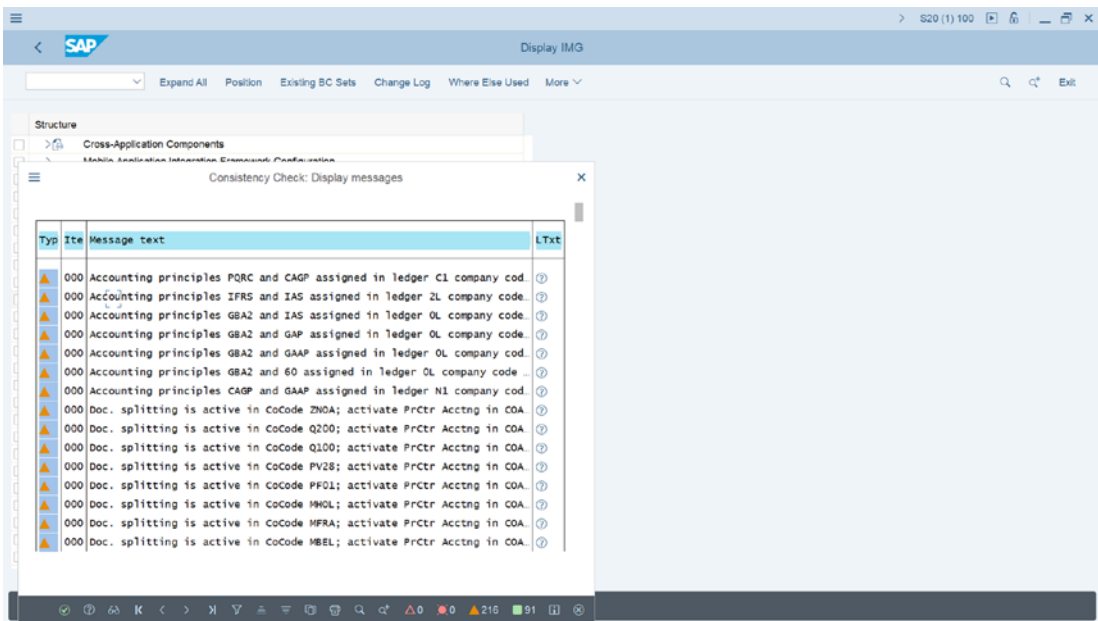 S20 (1) 100
SAP
Display IMG
Expand All Position Existing BC Sets Change Log Where Else Used More Exit
Structure
Cross-Application Components
Mobile Application Integration Framework Configuration
Consistency Check: Display messages
Typ Ite Message text LTxt
000 Accounting principles PQRC and CAGP assigned in ledger C1 company cod…
000 Accounting principles IFRS and IAS assigned in ledger 2L company code…
000 Accounting principles GBA2 and IAS assigned in ledger 0L company code…
000 Accounting principles GBA2 and GAP assigned in ledger 0L company code…
000 Accounting principles GBA2 and GAAP assigned in ledger 0L company cod…
000 Accounting principles GBA2 and 60 assigned in ledger 0L company code …
000 Accounting principles CAGP and GAAP assigned in ledger N1 company cod…
000 Doc. splitting is active in CoCode ZNOA; activate PrCtr Acctng in COA…
000 Doc. splitting is active in CoCode Q200; activate PrCtr Acctng in COA…
000 Doc. splitting is active in CoCode Q100; activate PrCtr Acctng in COA…
000 Doc. splitting is active in CoCode PV28; activate PrCtr Acctng in COA…
000 Doc. splitting is active in CoCode PF01; activate PrCtr Acctng in COA…
000 Doc. splitting is active in CoCode MHOL; activate PrCtr Acctng in COA…
000 Doc. splitting is active in CoCode MFRA; activate PrCtr Acctng in COA…
000 Doc. splitting is active in CoCode MBEL; activate PrCtr Acctng in COA…
0 0 216 91